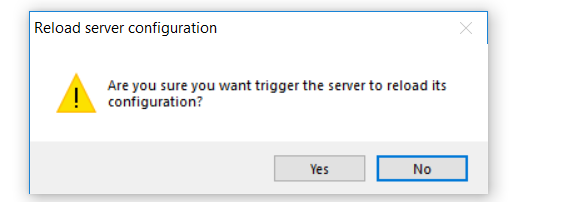 Reload server configuration
Are you sure you want trigger the server to reload its
configuration?
Yes No